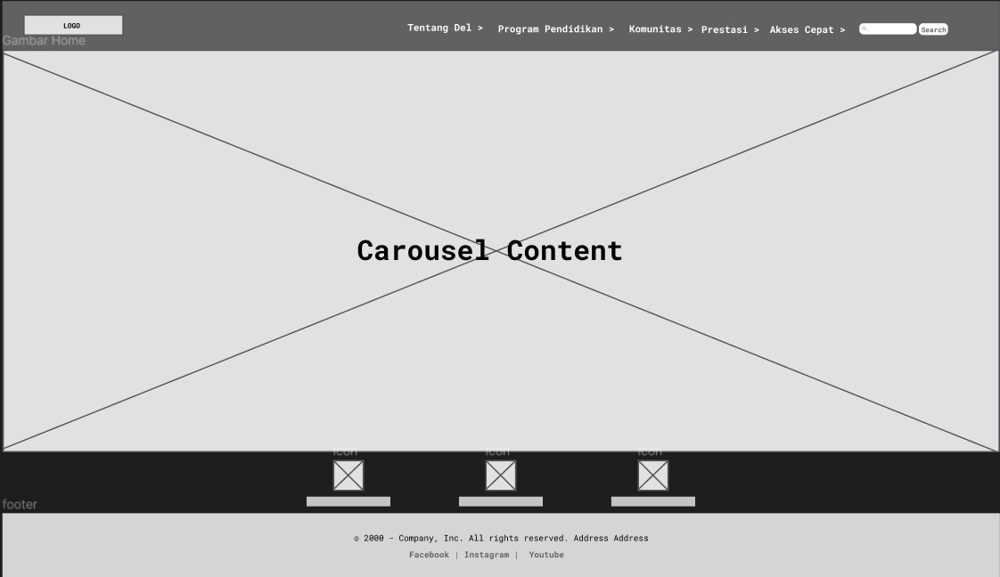 LOGO
Tentang Del >
Program Pendidikan >
Komunitas >
Prestasi >
Akses Cepat >
Search
Gambar Home
Carousel Content
Icon
Icon
Icon
footer
© 2000 - Company, Inc. All rights reserved. Address Address
Facebook | Instagram | Youtube